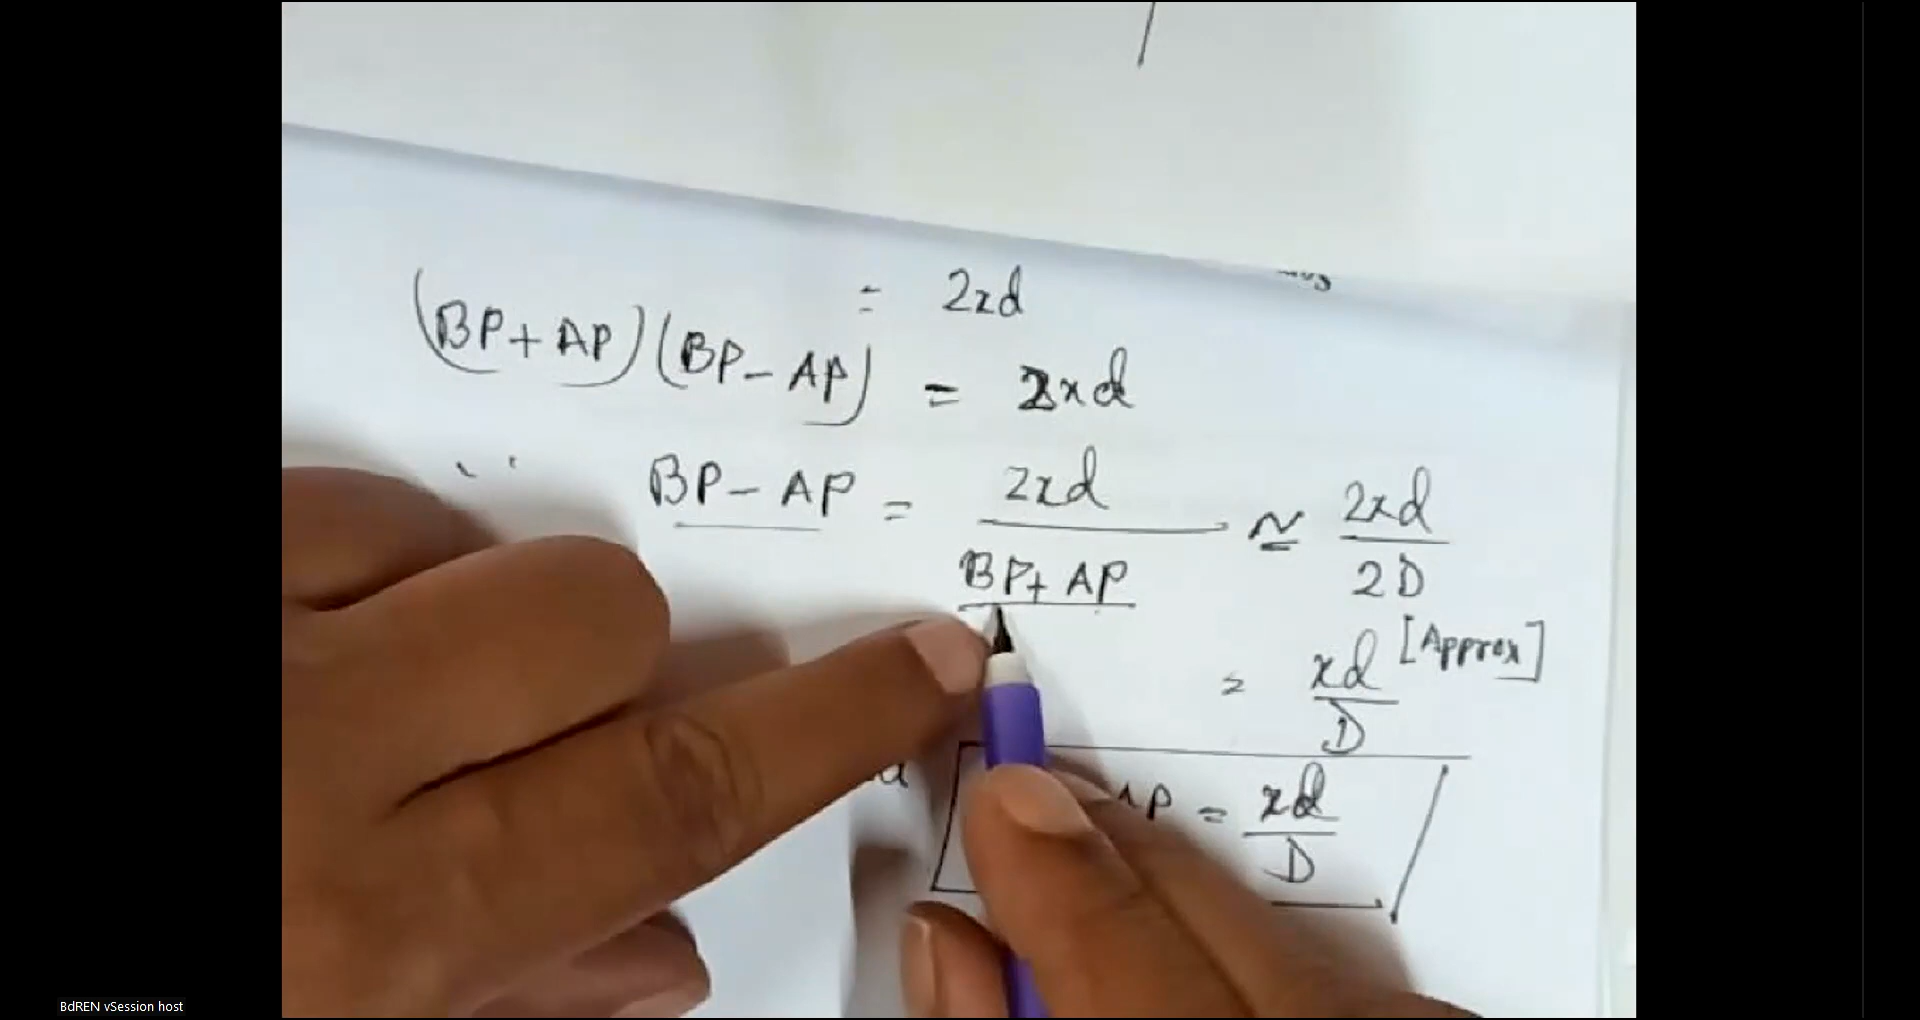 = 2xd
(BP+AP)(BP-AP) = 2xd
BP-AP = 2xd / BP+AP ≃ 2xd / 2D
= xd / D [Approx]
AP = xd / D
BdREN vSession host